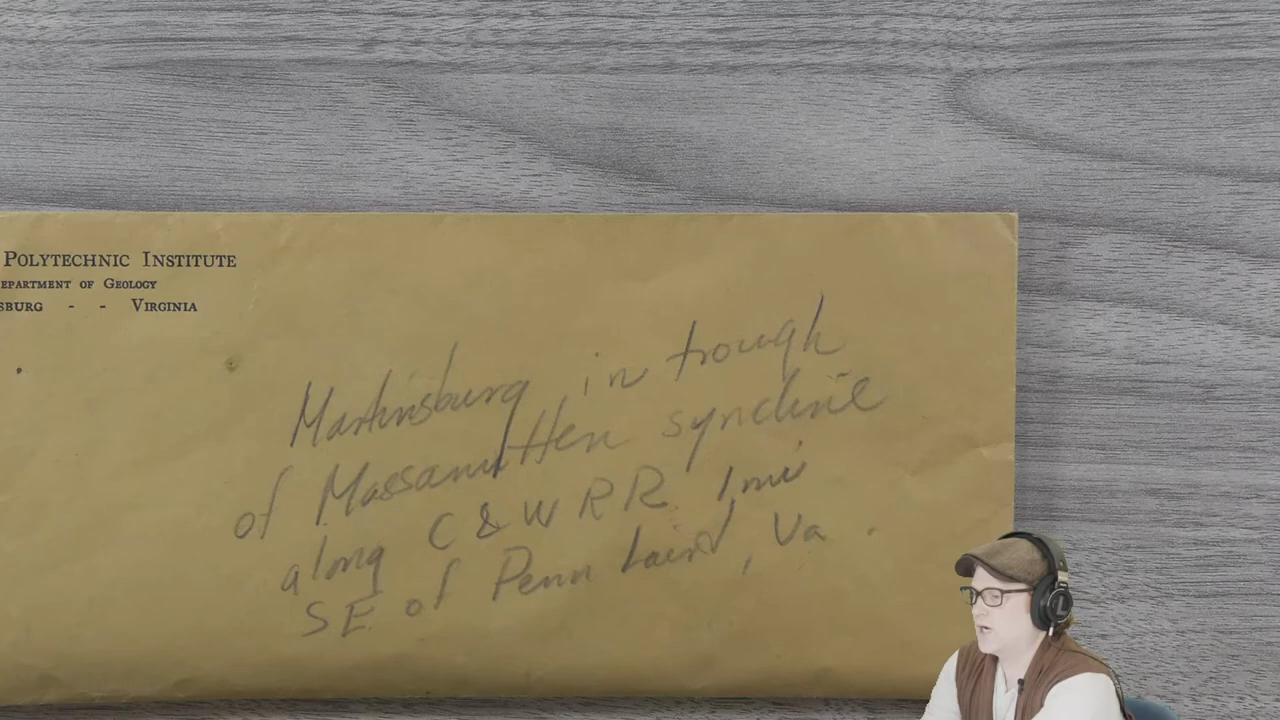 POLYTECHNIC INSTITUTE
EPARTMENT OF GEOLOGY
SBURG - - VIRGINIA
Martinsburg in trough
of Massanutten syncline
along C & W RR 1 mi
SE of Penn Laird, Va.